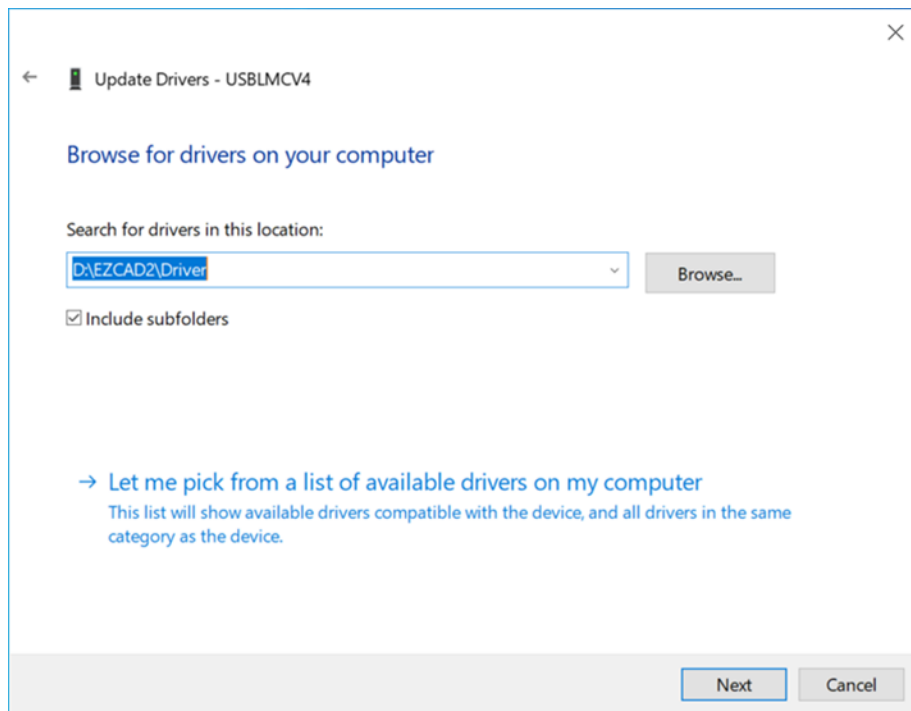 Update Drivers - USBLMCV4
Browse for drivers on your computer
Search for drivers in this location:
D:\EZCAD2\Driver
Browse...
Include subfolders
Let me pick from a list of available drivers on my computer
This list will show available drivers compatible with the device, and all drivers in the same
category as the device.
Next
Cancel